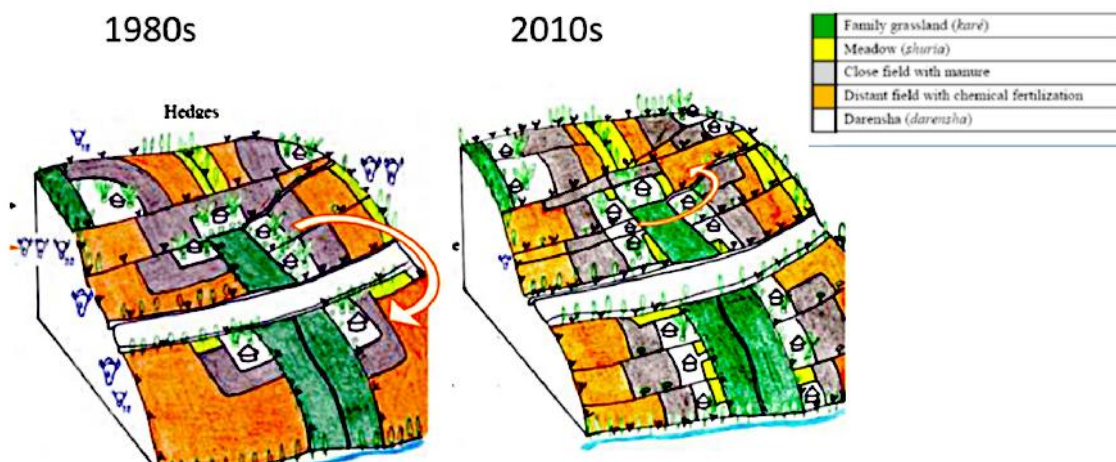 1980s
2010s
Hedges
Family grassland (karé)
Meadow (shuria)
Close field with manure
Distant field with chemical fertilization
Darensha (darensha)
e